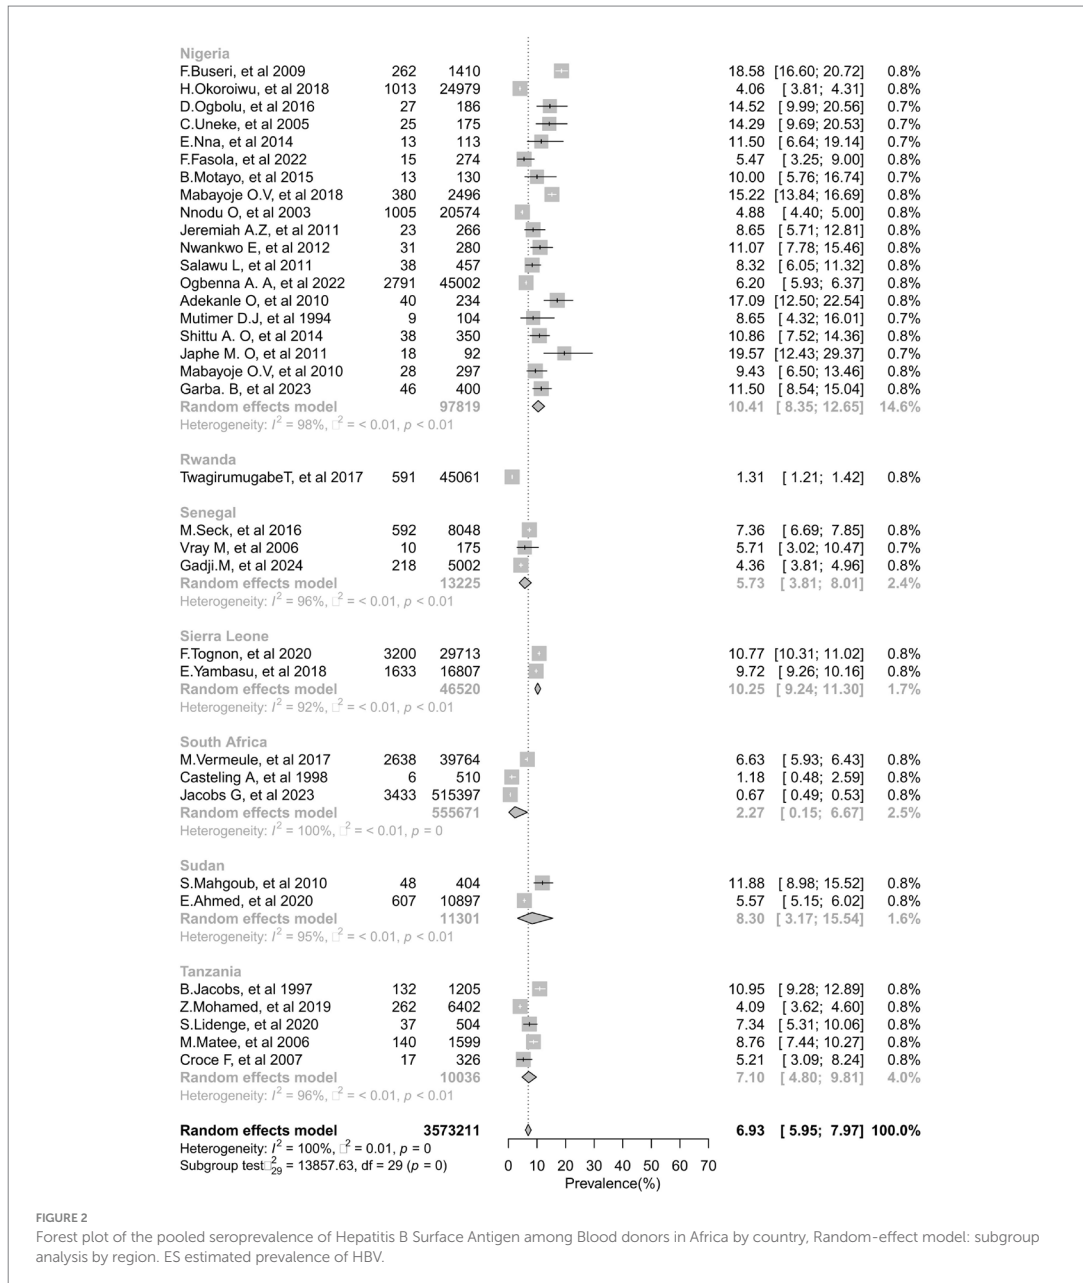 Nigeria
F.Buseri, et al 2009 262 1410 18.58 [16.60; 20.72] 0.8%
H.Okoroiwu, et al 2018 1013 24979 4.06 [ 3.81; 4.31] 0.8%
D.Ogbolu, et al 2016 27 186 14.52 [ 9.99; 20.56] 0.7%
C.Uneke, et al 2005 25 175 14.29 [ 9.69; 20.53] 0.7%
E.Nna, et al 2014 13 113 11.50 [ 6.64; 19.14] 0.7%
F.Fasola, et al 2022 15 274 5.47 [ 3.25; 9.00] 0.8%
B.Motayo, et al 2015 13 130 10.00 [ 5.76; 16.74] 0.7%
Mabayoje O.V, et al 2018 380 2496 15.22 [13.84; 16.69] 0.8%
Nnodu O, et al 2003 1005 20574 4.88 [ 4.40; 5.00] 0.8%
Jeremiah A.Z, et al 2011 23 266 8.65 [ 5.71; 12.81] 0.8%
Nwankwo E, et al 2012 31 280 11.07 [ 7.78; 15.46] 0.8%
Salawu L, et al 2011 38 457 8.32 [ 6.05; 11.32] 0.8%
Ogbenna A. A, et al 2022 2791 45002 6.20 [ 5.93; 6.37] 0.8%
Adekanle O, et al 2010 40 234 17.09 [12.50; 22.54] 0.8%
Mutimer D.J, et al 1994 9 104 8.65 [ 4.32; 16.01] 0.7%
Shittu A. O, et al 2014 38 350 10.86 [ 7.52; 14.36] 0.8%
Japhe M. O, et al 2011 18 92 19.57 [12.43; 29.37] 0.7%
Mabayoje O.V, et al 2010 28 297 9.43 [ 6.50; 13.46] 0.8%
Garba. B, et al 2023 46 400 11.50 [ 8.54; 15.04] 0.8%
Random effects model 97819 10.41 [ 8.35; 12.65] 14.6%
Heterogeneity: I² = 98%, □² = < 0.01, p < 0.01
Rwanda
TwagirumugabeT, et al 2017 591 45061 1.31 [ 1.21; 1.42] 0.8%
Senegal
M.Seck, et al 2016 592 8048 7.36 [ 6.69; 7.85] 0.8%
Vray M, et al 2006 10 175 5.71 [ 3.02; 10.47] 0.7%
Gadji.M, et al 2024 218 5002 4.36 [ 3.81; 4.96] 0.8%
Random effects model 13225 5.73 [ 3.81; 8.01] 2.4%
Heterogeneity: I² = 96%, □² = < 0.01, p < 0.01
Sierra Leone
F.Tognon, et al 2020 3200 29713 10.77 [10.31; 11.02] 0.8%
E.Yambasu, et al 2018 1633 16807 9.72 [ 9.26; 10.16] 0.8%
Random effects model 46520 10.25 [ 9.24; 11.30] 1.7%
Heterogeneity: I² = 92%, □² = < 0.01, p < 0.01
South Africa
M.Vermeule, et al 2017 2638 39764 6.63 [ 5.93; 6.43] 0.8%
Casteling A, et al 1998 6 510 1.18 [ 0.48; 2.59] 0.8%
Jacobs G, et al 2023 3433 515397 0.67 [ 0.49; 0.53] 0.8%
Random effects model 555671 2.27 [ 0.15; 6.67] 2.5%
Heterogeneity: I² = 100%, □² = < 0.01, p = 0
Sudan
S.Mahgoub, et al 2010 48 404 11.88 [ 8.98; 15.52] 0.8%
E.Ahmed, et al 2020 607 10897 5.57 [ 5.15; 6.02] 0.8%
Random effects model 11301 8.30 [ 3.17; 15.54] 1.6%
Heterogeneity: I² = 95%, □² = < 0.01, p < 0.01
Tanzania
B.Jacobs, et al 1997 132 1205 10.95 [ 9.28; 12.89] 0.8%
Z.Mohamed, et al 2019 262 6402 4.09 [ 3.62; 4.60] 0.8%
S.Lidenge, et al 2020 37 504 7.34 [ 5.31; 10.06] 0.8%
M.Matee, et al 2006 140 1599 8.76 [ 7.44; 10.27] 0.8%
Croce F, et al 2007 17 326 5.21 [ 3.09; 8.24] 0.8%
Random effects model 10036 7.10 [ 4.80; 9.81] 4.0%
Heterogeneity: I² = 96%, □² = < 0.01, p < 0.01
Random effects model 3573211 6.93 [ 5.95; 7.97] 100.0%
Heterogeneity: I² = 100%, □² = 0.01, p = 0
Subgroup test□²₂₉ = 13857.63, df = 29 (p = 0)
0 10 20 30 40 50 60 70
Prevalence(%)
FIGURE 2
Forest plot of the pooled seroprevalence of Hepatitis B Surface Antigen among Blood donors in Africa by country, Random-effect model: subgroup
analysis by region. ES estimated prevalence of HBV.